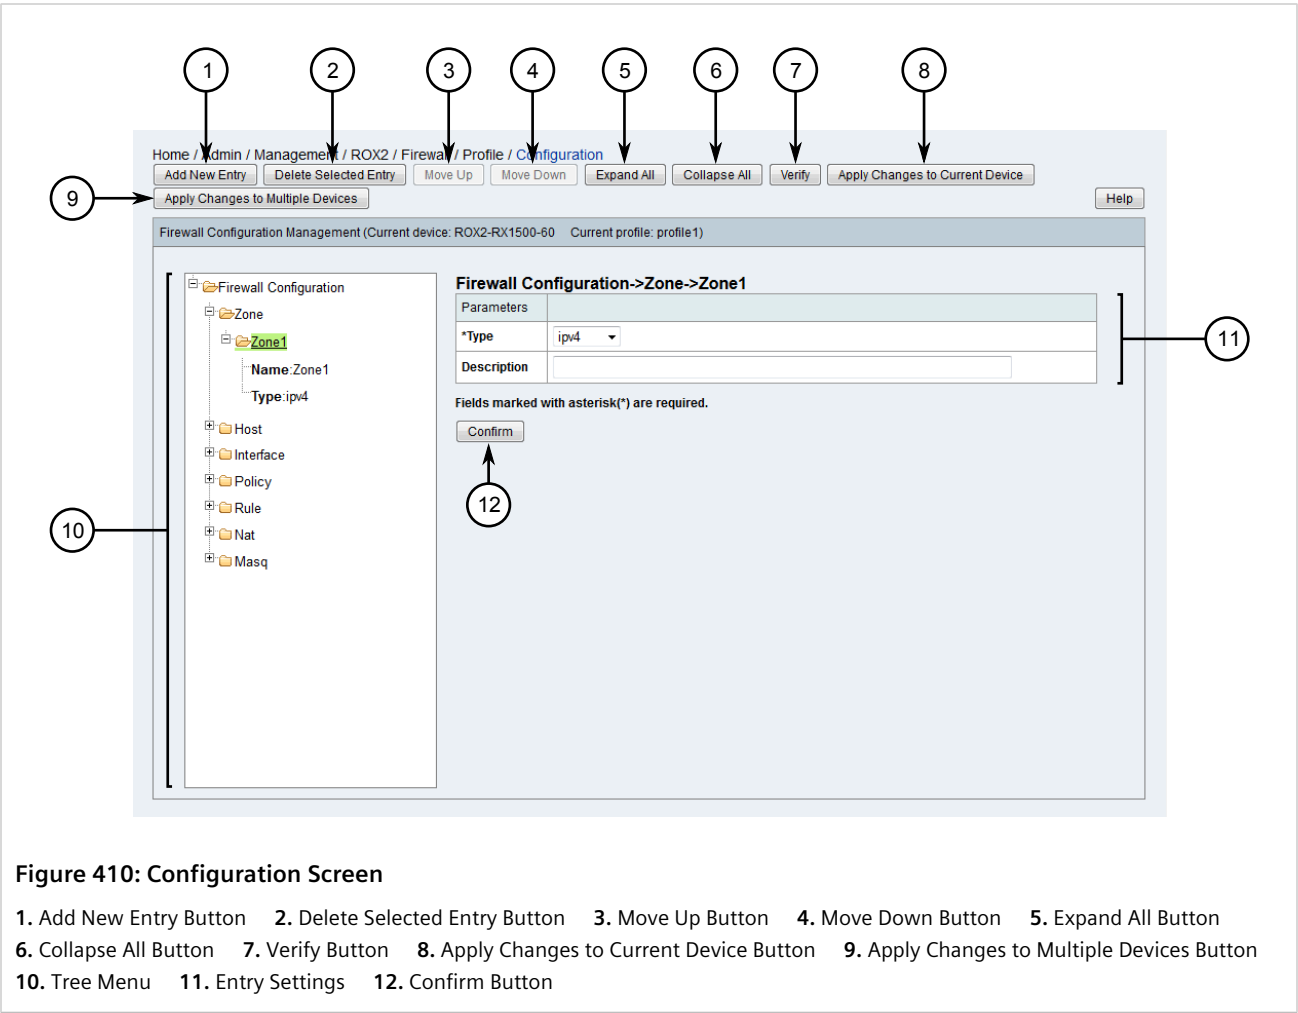 1 2 3 4 5 6 7 8
Home / Admin / Management / ROX2 / Firewall / Profile / Configuration
Add New Entry Delete Selected Entry Move Up Move Down Expand All Collapse All Verify Apply Changes to Current Device
9 Apply Changes to Multiple Devices Help
Firewall Configuration Management (Current device: ROX2-RX1500-60 Current profile: profile1)
Firewall Configuration
Zone
Zone1
Name:Zone1
Type:ipv4
Host
Interface
Policy
Rule
Nat
Masq
10
Firewall Configuration->Zone->Zone1
Parameters
*Type ipv4
Description
11
Fields marked with asterisk(*) are required.
Confirm
12
Figure 410: Configuration Screen
1. Add New Entry Button 2. Delete Selected Entry Button 3. Move Up Button 4. Move Down Button 5. Expand All Button
6. Collapse All Button 7. Verify Button 8. Apply Changes to Current Device Button 9. Apply Changes to Multiple Devices Button
10. Tree Menu 11. Entry Settings 12. Confirm Button